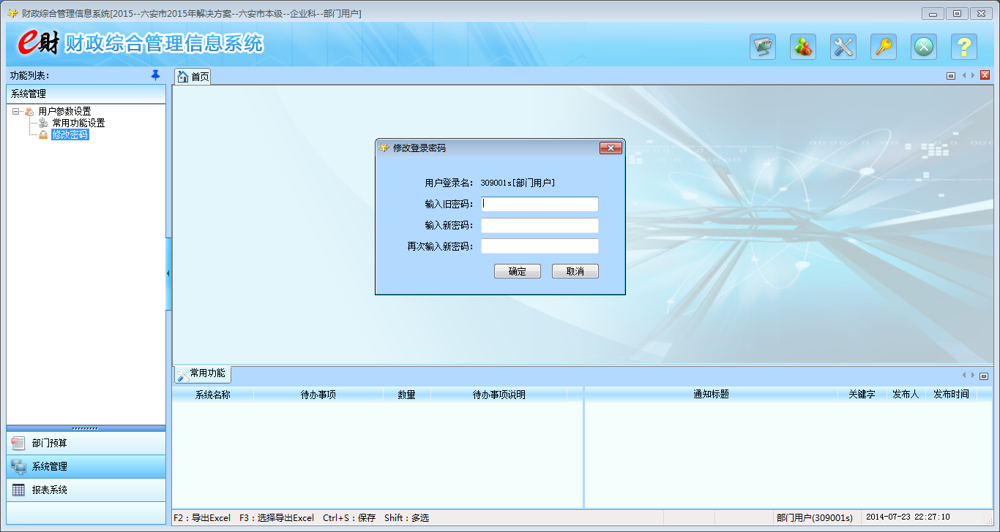 财政综合管理信息系统[2015--六安市2015年解决方案--六安市本级--企业科--部门用户]
e财 财政综合管理信息系统
功能列表：
首页
系统管理
用户参数设置
常用功能设置
修改密码
修改登录密码
用户登录名： 309001s[部门用户]
输入旧密码：
输入新密码：
再次输入新密码：
确定 取消
常用功能
系统名称 待办事项 数量 待办事项说明 通知标题 关键字 发布人 发布时间
部门预算
系统管理
报表系统
F2：导出Excel F3：选择导出Excel Ctrl+S：保存 Shift：多选 部门用户(309001s) 2014-07-23 22:27:10